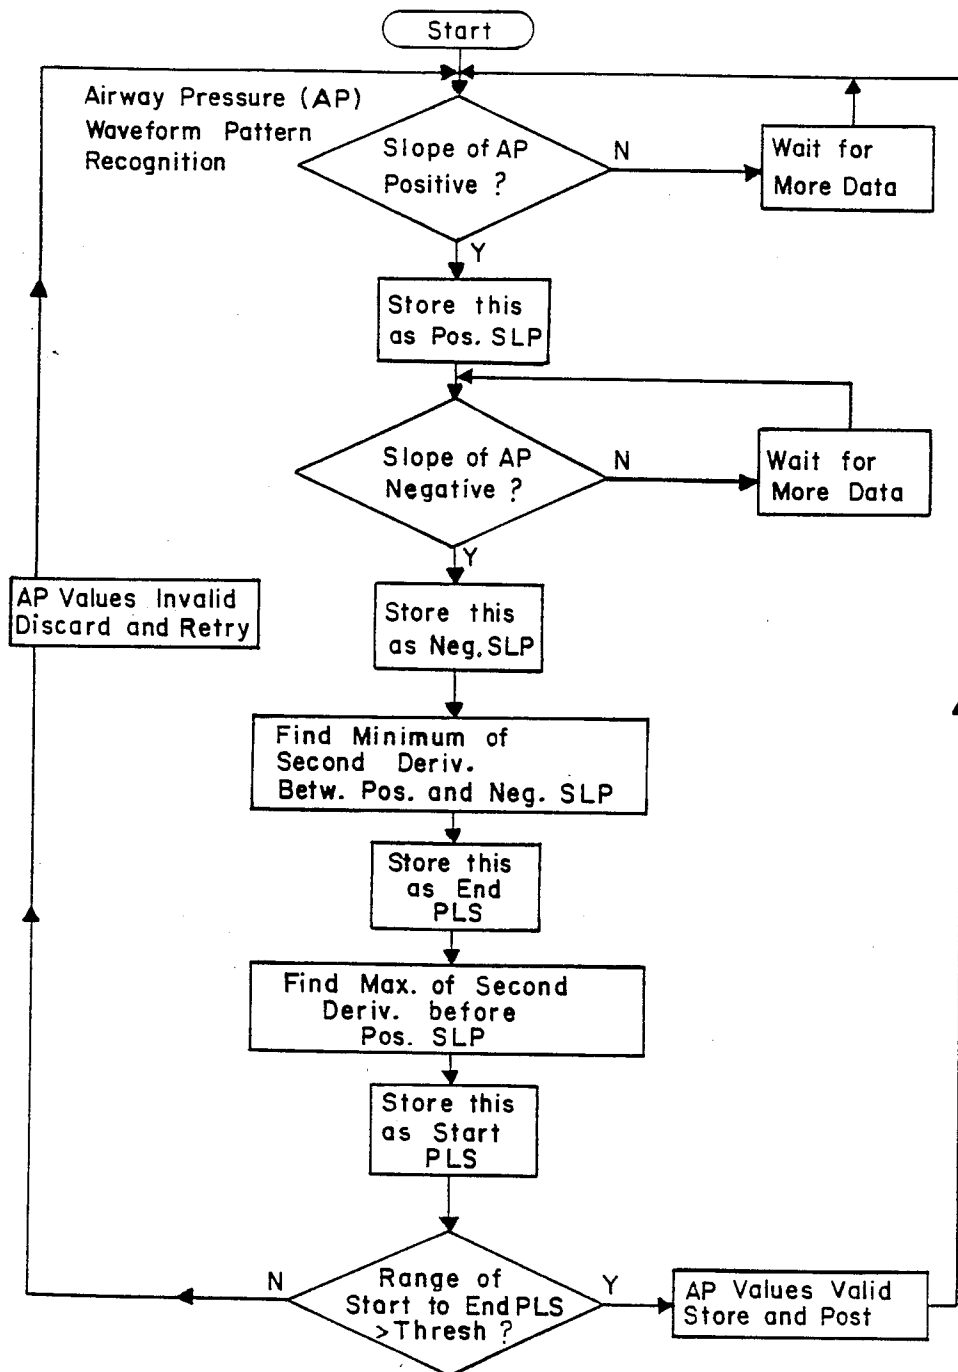 Start
Airway Pressure (AP)
Waveform Pattern
Recognition
Slope of AP
Positive ?
N
Wait for
More Data
Y
Store this
as Pos. SLP
Slope of AP
Negative ?
N
Wait for
More Data
Y
Store this
as Neg. SLP
AP Values Invalid
Discard and Retry
Find Minimum of
Second Deriv.
Betw. Pos. and Neg. SLP
Store this
as End
PLS
Find Max. of Second
Deriv. before
Pos. SLP
Store this
as Start
PLS
Range of
Start to End PLS
>Thresh ?
N
Y
AP Values Valid
Store and Post